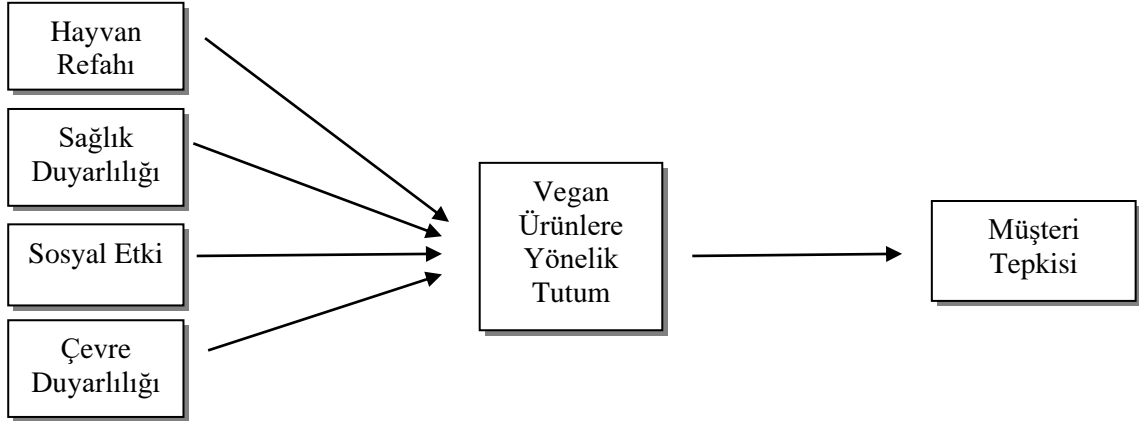 Hayvan
Refahı
Sağlık
Duyarlılığı
Sosyal Etki
Çevre
Duyarlılığı
Vegan
Ürünlere
Yönelik
Tutum
Müşteri
Tepkisi